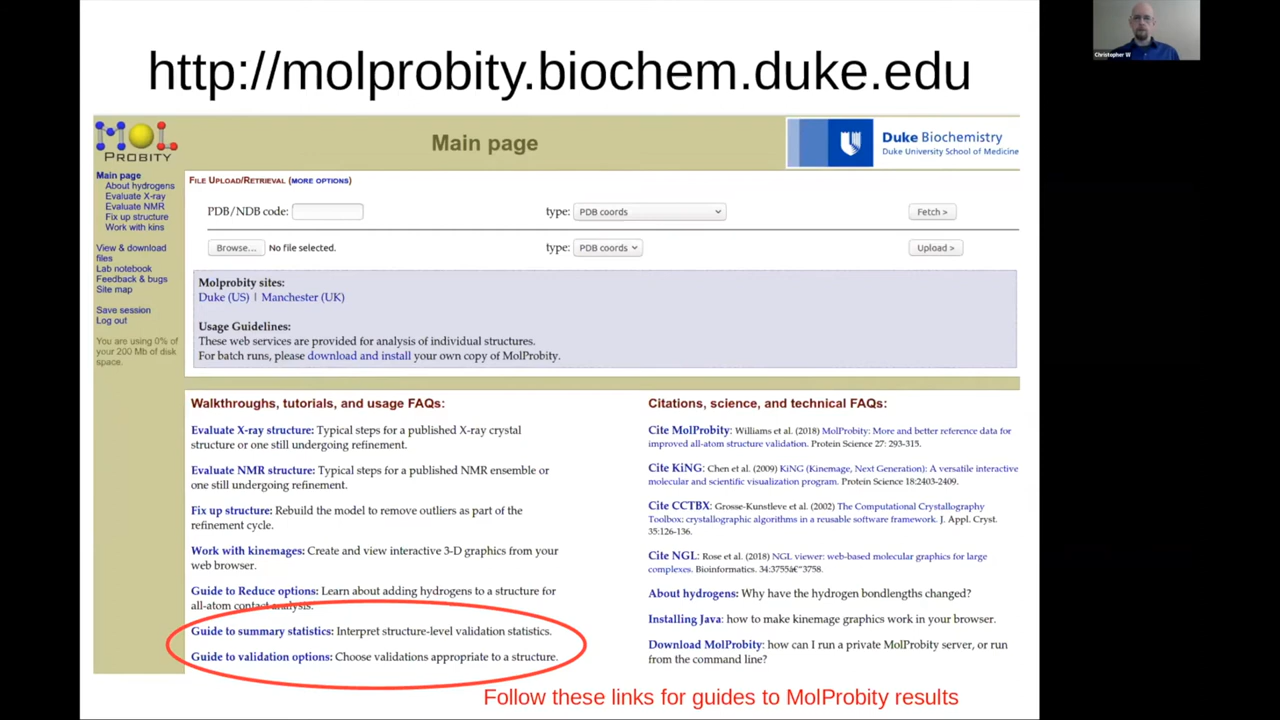 http://molprobity.biochem.duke.edu
Christopher W
MOL
PROBITY
Main page
Duke Biochemistry
Duke University School of Medicine
Main page
About hydrogens
Evaluate X-ray
Evaluate NMR
Fix up structure
Work with kins
View & download
files
Lab notebook
Feedback & bugs
Site map
Save session
Log out
You are using 0% of
your 200 Mb of disk
space.
File Upload/Retrieval (more options)
PDB/NDB code: type: PDB coords Fetch >
Browse... No file selected. type: PDB coords Upload >
Molprobity sites:
Duke (US) | Manchester (UK)
Usage Guidelines:
These web services are provided for analysis of individual structures.
For batch runs, please download and install your own copy of MolProbity.
Walkthroughs, tutorials, and usage FAQs:
Evaluate X-ray structure: Typical steps for a published X-ray crystal
structure or one still undergoing refinement.
Evaluate NMR structure: Typical steps for a published NMR ensemble or
one still undergoing refinement.
Fix up structure: Rebuild the model to remove outliers as part of the
refinement cycle.
Work with kinemages: Create and view interactive 3-D graphics from your
web browser.
Guide to Reduce options: Learn about adding hydrogens to a structure for
all-atom contact analysis.
Guide to summary statistics: Interpret structure-level validation statistics.
Guide to validation options: Choose validations appropriate to a structure.
Citations, science, and technical FAQs:
Cite MolProbity: Williams et al. (2018) MolProbity: More and better reference data for
improved all-atom structure validation. Protein Science 27: 293-315.
Cite KiNG: Chen et al. (2009) KiNG (Kinemage, Next Generation): A versatile interactive
molecular and scientific visualization program. Protein Science 18:2403-2409.
Cite CCTBX: Grosse-Kunstleve et al. (2002) The Computational Crystallography
Toolbox: crystallographic algorithms in a reusable software framework. J. Appl. Cryst.
35:126-136.
Cite NGL: Rose et al. (2018) NGL viewer: web-based molecular graphics for large
complexes. Bioinformatics. 34:3755â€“3758.
About hydrogens: Why have the hydrogen bondlengths changed?
Installing Java: how to make kinemage graphics work in your browser.
Download MolProbity: how can I run a private MolProbity server, or run
from the command line?
Follow these links for guides to MolProbity results